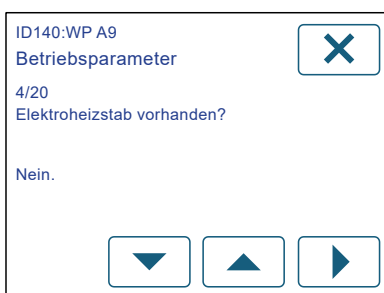 ID140:WP A9
Betriebsparameter
4/20
Elektroheizstab vorhanden?
Nein.